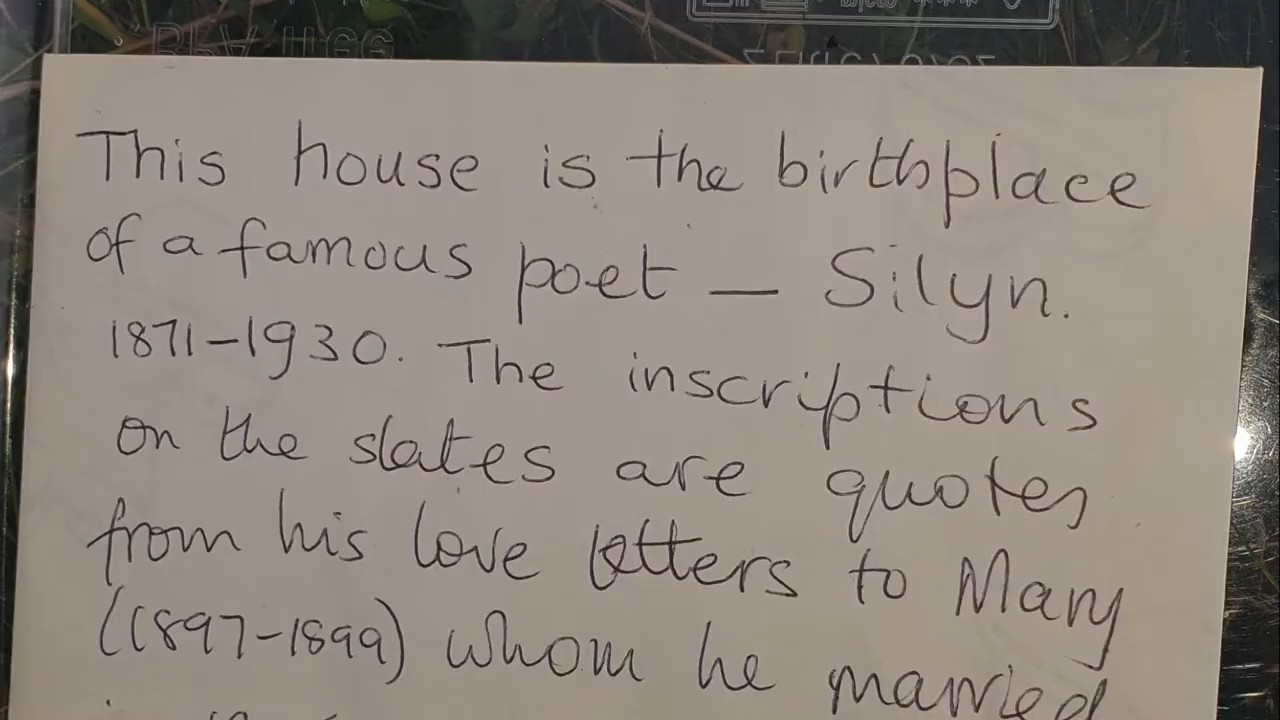 This house is the birthplace
of a famous poet — Silyn.
1871-1930. The inscriptions
on the slates are quotes
from his love letters to Mary
(1897-1899) whom he married